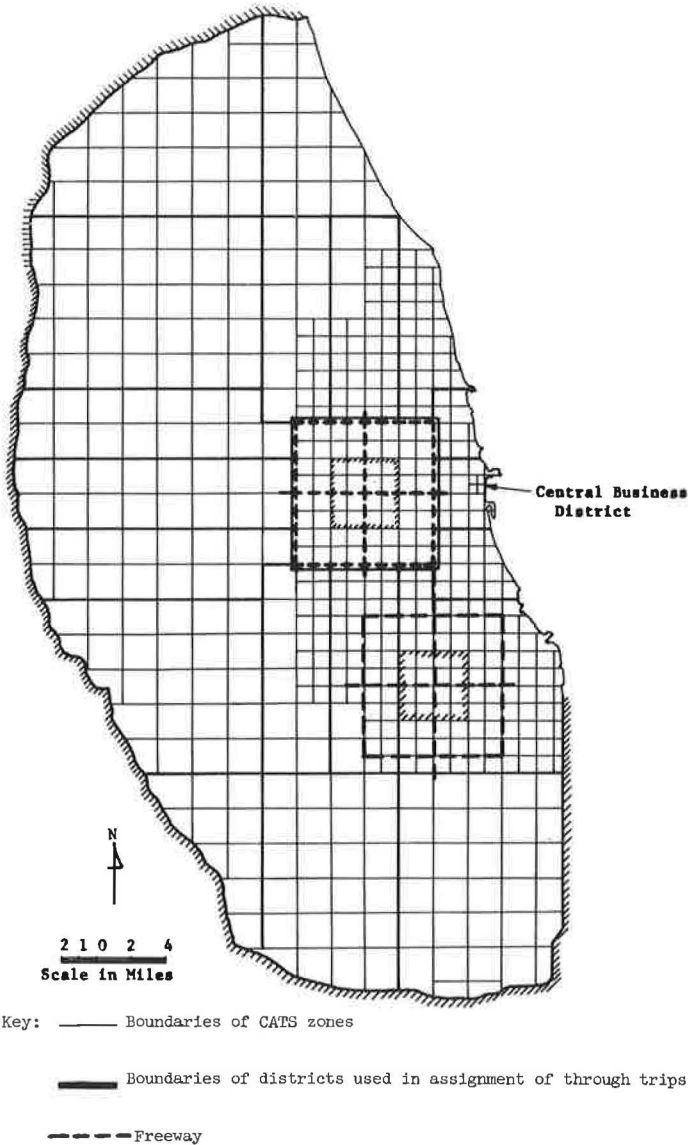 Central Business
District
N
2 1 0 2 4
Scale in Miles
Key: Boundaries of CATS zones
Boundaries of districts used in assignment of through trips
Freeway